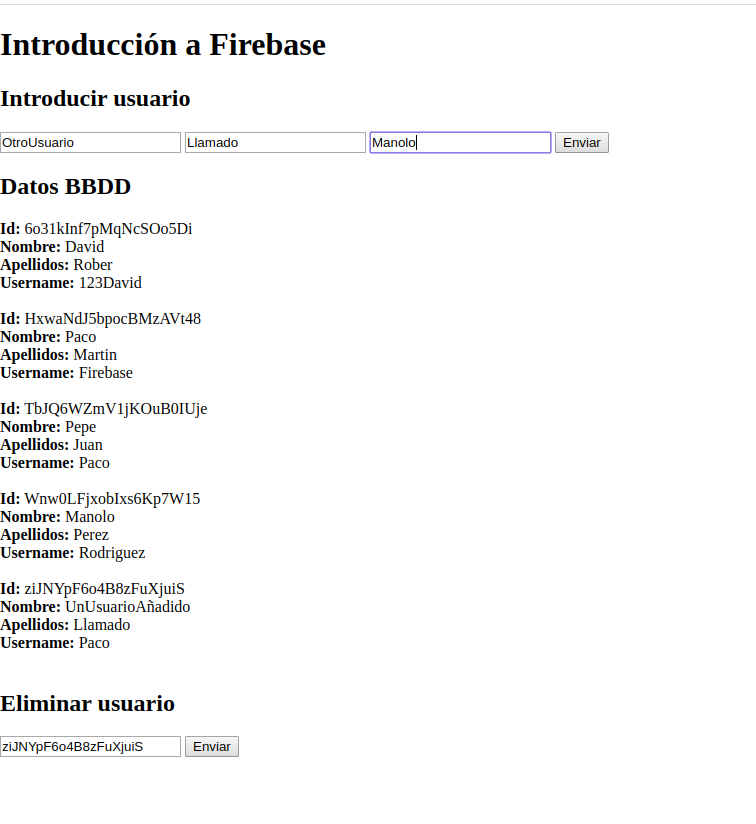 Introducción a Firebase
Introducir usuario
OtroUsuario Llamado Manolo Enviar
Datos BBDD
Id: 6o31kInf7pMqNcSOo5Di
Nombre: David
Apellidos: Rober
Username: 123David
Id: HxwaNdJ5bpocBMzAVt48
Nombre: Paco
Apellidos: Martin
Username: Firebase
Id: TbJQ6WZmV1jKOuB0IUje
Nombre: Pepe
Apellidos: Juan
Username: Paco
Id: Wnw0LFjxobIxs6Kp7W15
Nombre: Manolo
Apellidos: Perez
Username: Rodriguez
Id: ziJNYpF6o4B8zFuXjuiS
Nombre: UnUsuarioAñadido
Apellidos: Llamado
Username: Paco
Eliminar usuario
ziJNYpF6o4B8zFuXjuiS Enviar